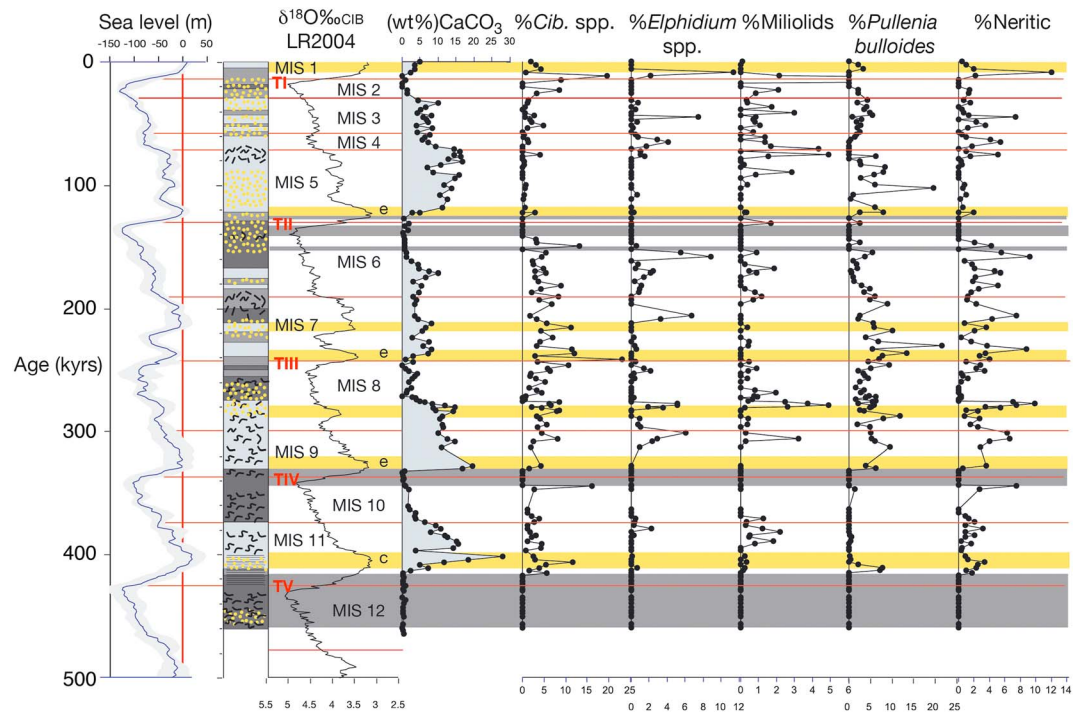 Sea level (m)
-150 -100 -50 0 50
δ¹⁸O‰CIB
LR2004
(wt%)CaCO₃
0 5 10 15 20 25 30
%Cib. spp.
%Elphidium
spp.
%Miliolids
%Pullenia
bulloides
%Neritic
0
100
200
Age (kyrs)
300
400
500
MIS 1
TI
MIS 2
MIS 3
MIS 4
MIS 5
e
TII
MIS 6
MIS 7
e
TIII
MIS 8
MIS 9
e
TIV
MIS 10
MIS 11
c
TV
MIS 12
5.5 5 4.5 4 3.5 3 2.5
0 5 10 15 20 25
0 2 4 6 8 10 12
0 1 2 3 4 5 6
0 5 10 15 20 25
0 2 4 6 8 10 12 14